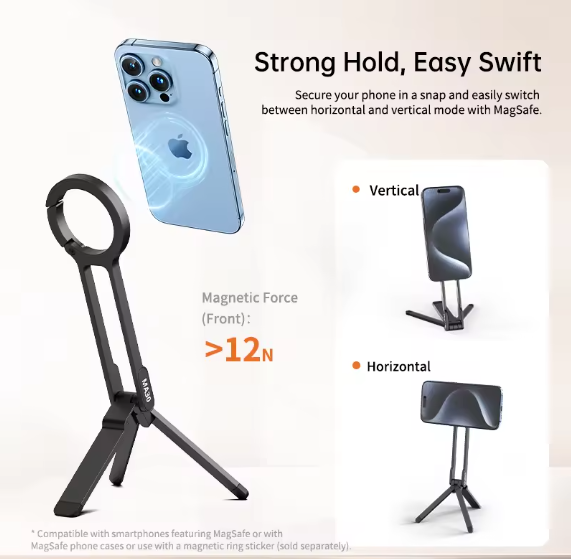 Strong Hold, Easy Swift
Secure your phone in a snap and easily switch
between horizontal and vertical mode with MagSafe.
Vertical
Magnetic Force
(Front):
>12N
MA30
Horizontal
* Compatible with smartphones featuring MagSafe or with
MagSafe phone cases or use with a magnetic ring sticker (sold separately).